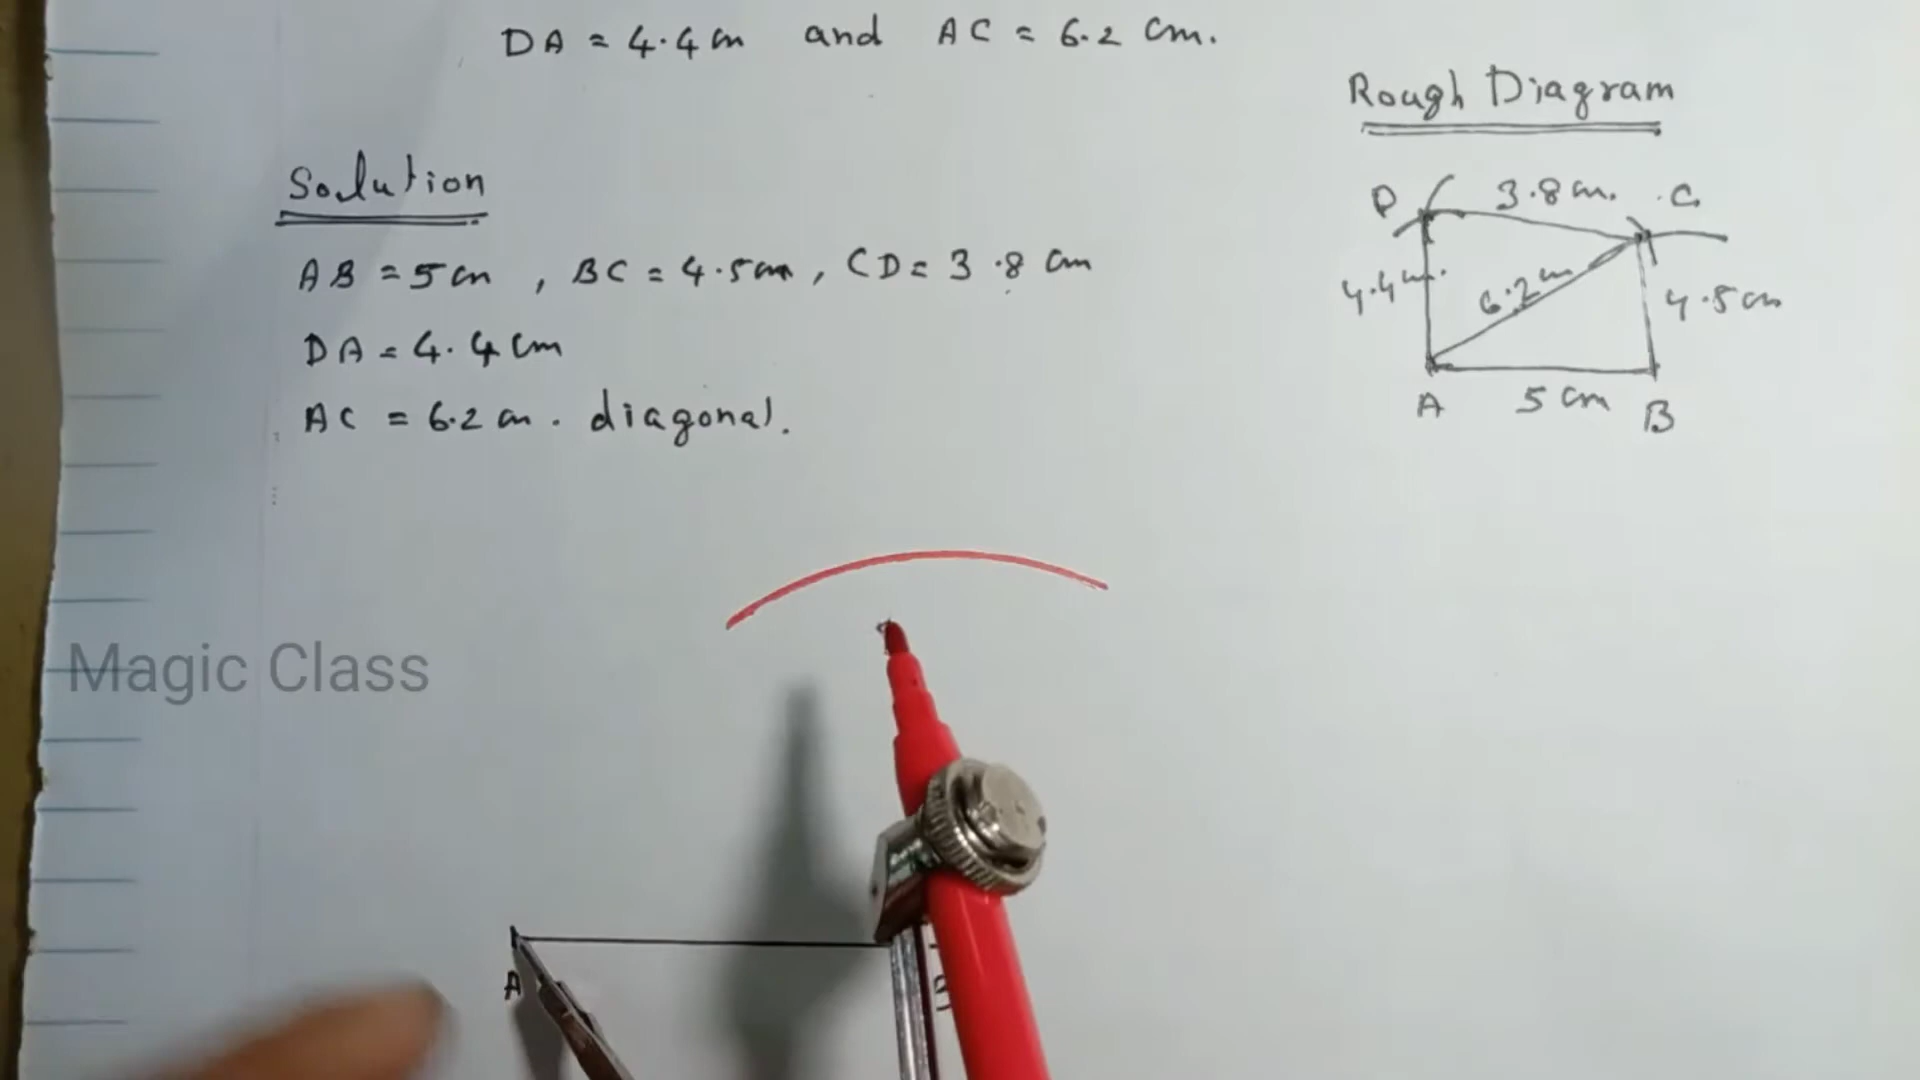 DA = 4.4 cm and AC = 6.2 cm.
Rough Diagram
Solution
D 3.8 cm. C
AB = 5 cm, BC = 4.5 cm, CD = 3.8 cm
4.4 cm. 6.2 cm 4.5 cm
DA = 4.4 cm
A 5 cm B
AC = 6.2 cm. diagonal.
Magic Class
A B